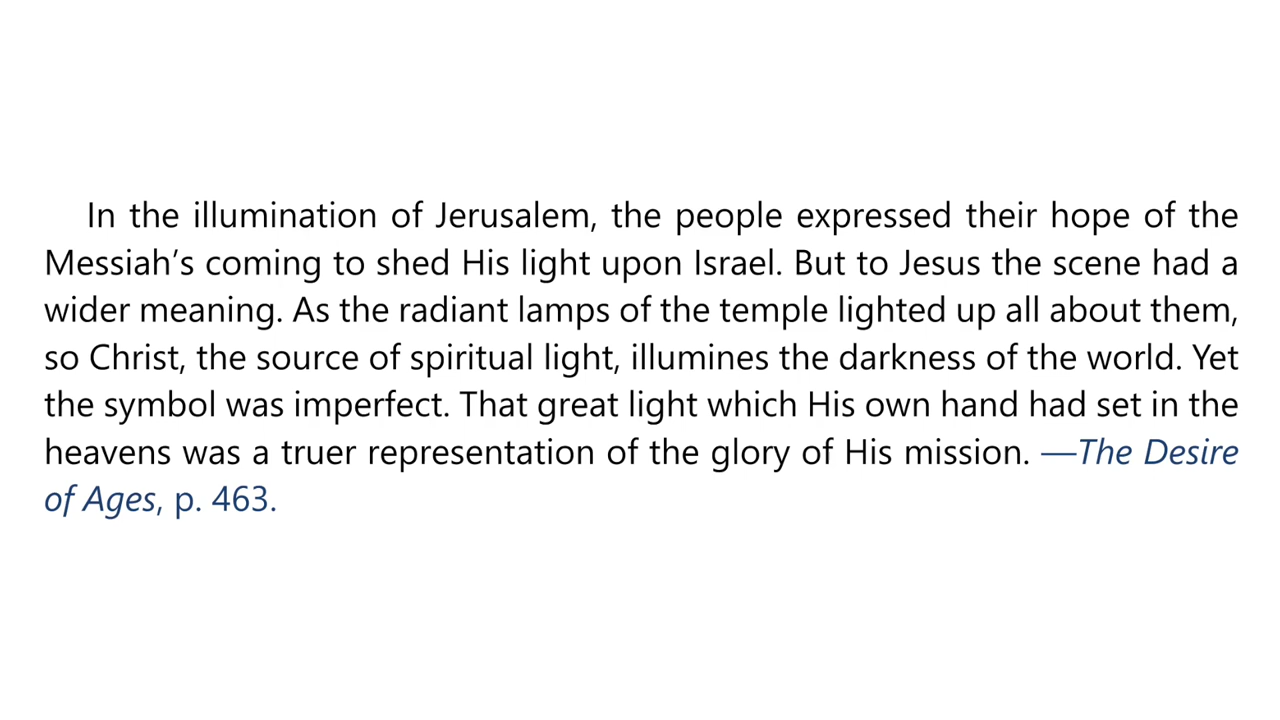 In the illumination of Jerusalem, the people expressed their hope of the
Messiah’s coming to shed His light upon Israel. But to Jesus the scene had a
wider meaning. As the radiant lamps of the temple lighted up all about them,
so Christ, the source of spiritual light, illumines the darkness of the world. Yet
the symbol was imperfect. That great light which His own hand had set in the
heavens was a truer representation of the glory of His mission. —The Desire
of Ages, p. 463.